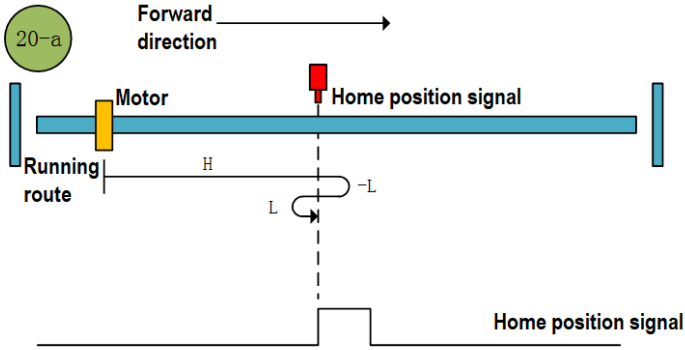 20-a
Forward
direction
Motor
Home position signal
Running
route
H
-L
L
Home position signal